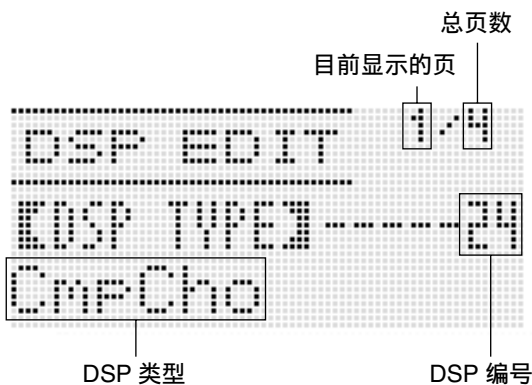 总页数
目前显示的页
DSP EDIT 1/4
【DSP TYPE】-----24
CmpCho
DSP 类型
DSP 编号